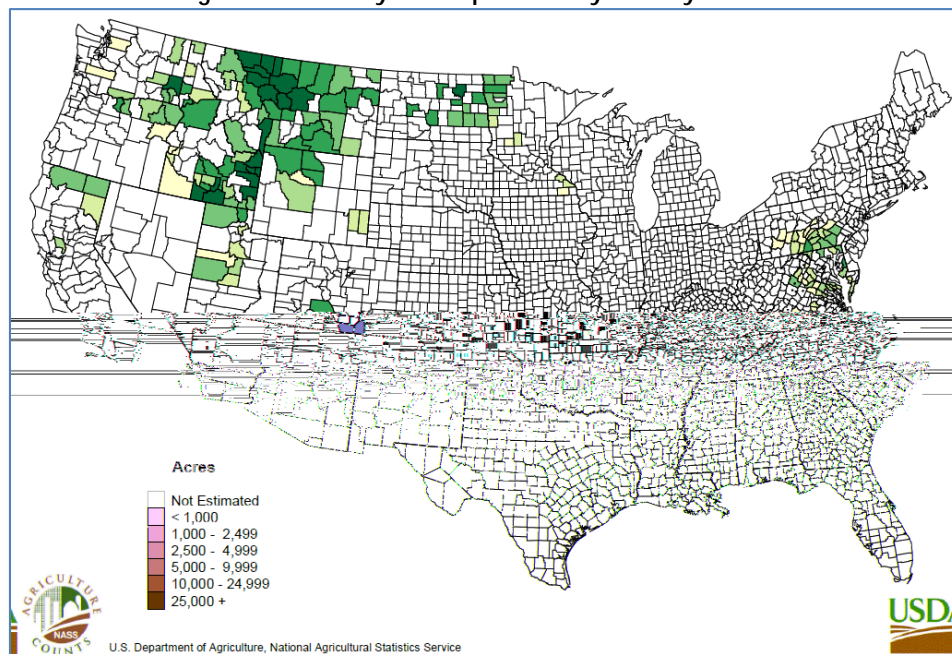 Acres
Not Estimated
< 1,000
1,000 - 2,499
2,500 - 4,999
5,000 - 9,999
10,000 - 24,999
25,000 +
AGRICULTURE
NASS
COUNTS
USDA
U.S. Department of Agriculture, National Agricultural Statistics Service